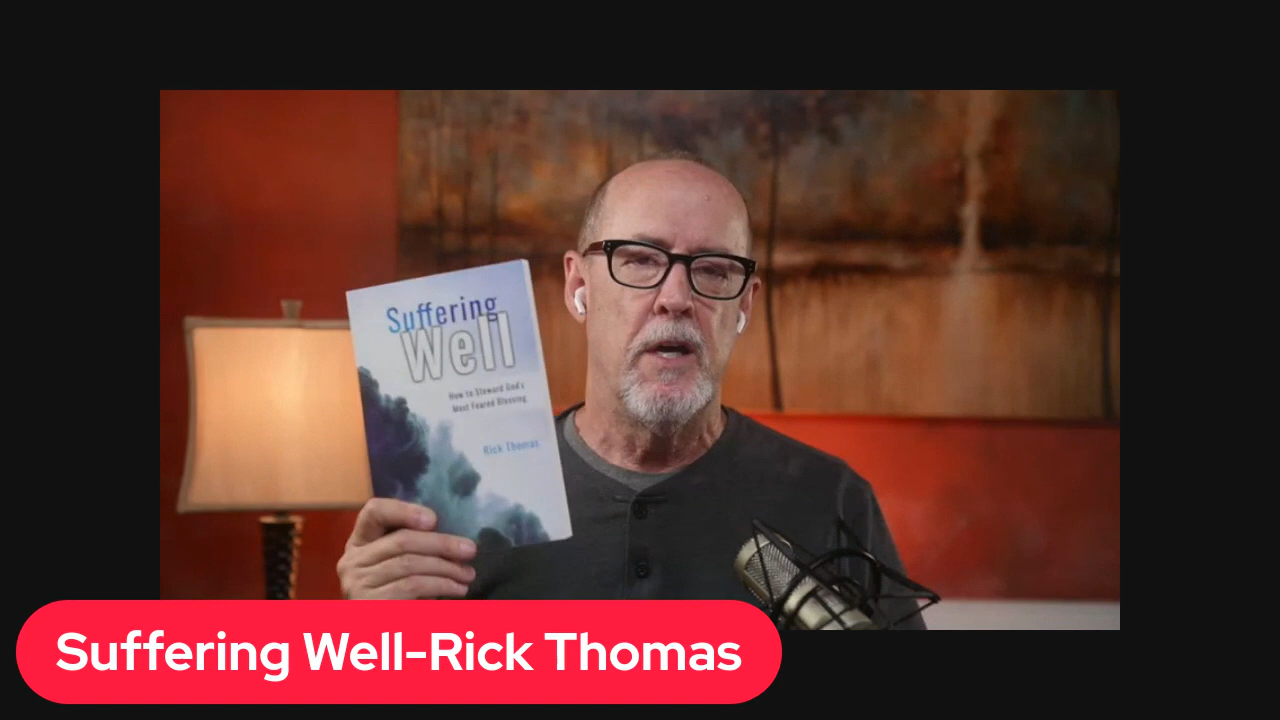 Suffering
Well
How to Steward God's
Most Feared Blessing
Rick Thomas
Suffering Well-Rick Thomas